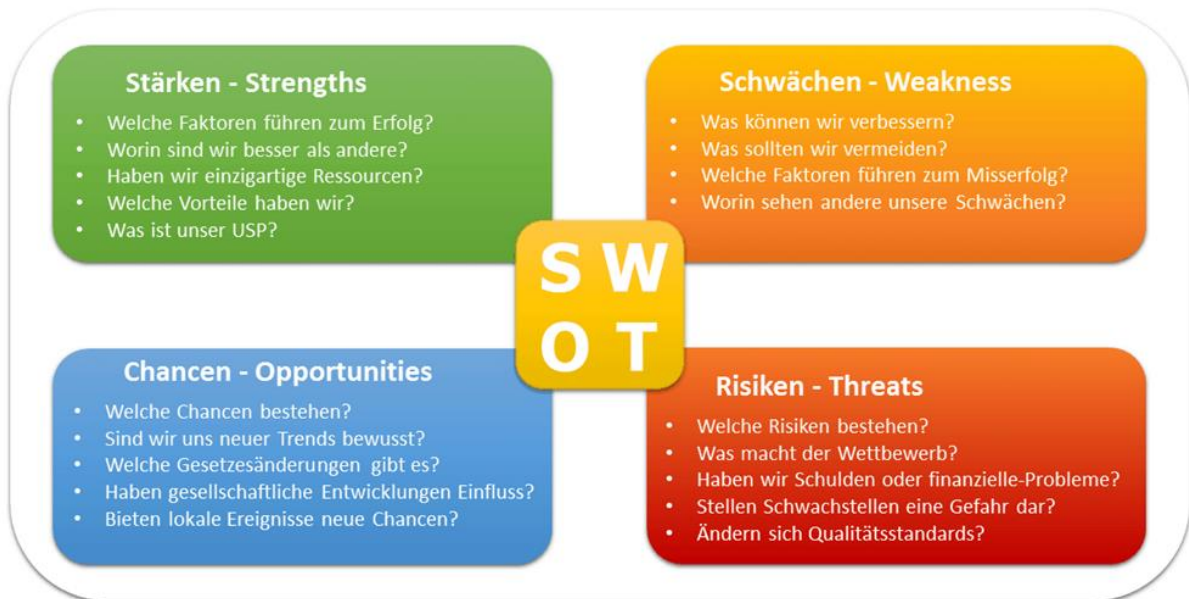 Stärken - Strengths
• Welche Faktoren führen zum Erfolg?
• Worin sind wir besser als andere?
• Haben wir einzigartige Ressourcen?
• Welche Vorteile haben wir?
• Was ist unser USP?
Schwächen - Weakness
• Was können wir verbessern?
• Was sollten wir vermeiden?
• Welche Faktoren führen zum Misserfolg?
• Worin sehen andere unsere Schwächen?
S W
O T
Chancen - Opportunities
• Welche Chancen bestehen?
• Sind wir uns neuer Trends bewusst?
• Welche Gesetzesänderungen gibt es?
• Haben gesellschaftliche Entwicklungen Einfluss?
• Bieten lokale Ereignisse neue Chancen?
Risiken - Threats
• Welche Risiken bestehen?
• Was macht der Wettbewerb?
• Haben wir Schulden oder finanzielle-Probleme?
• Stellen Schwachstellen eine Gefahr dar?
• Ändern sich Qualitätsstandards?